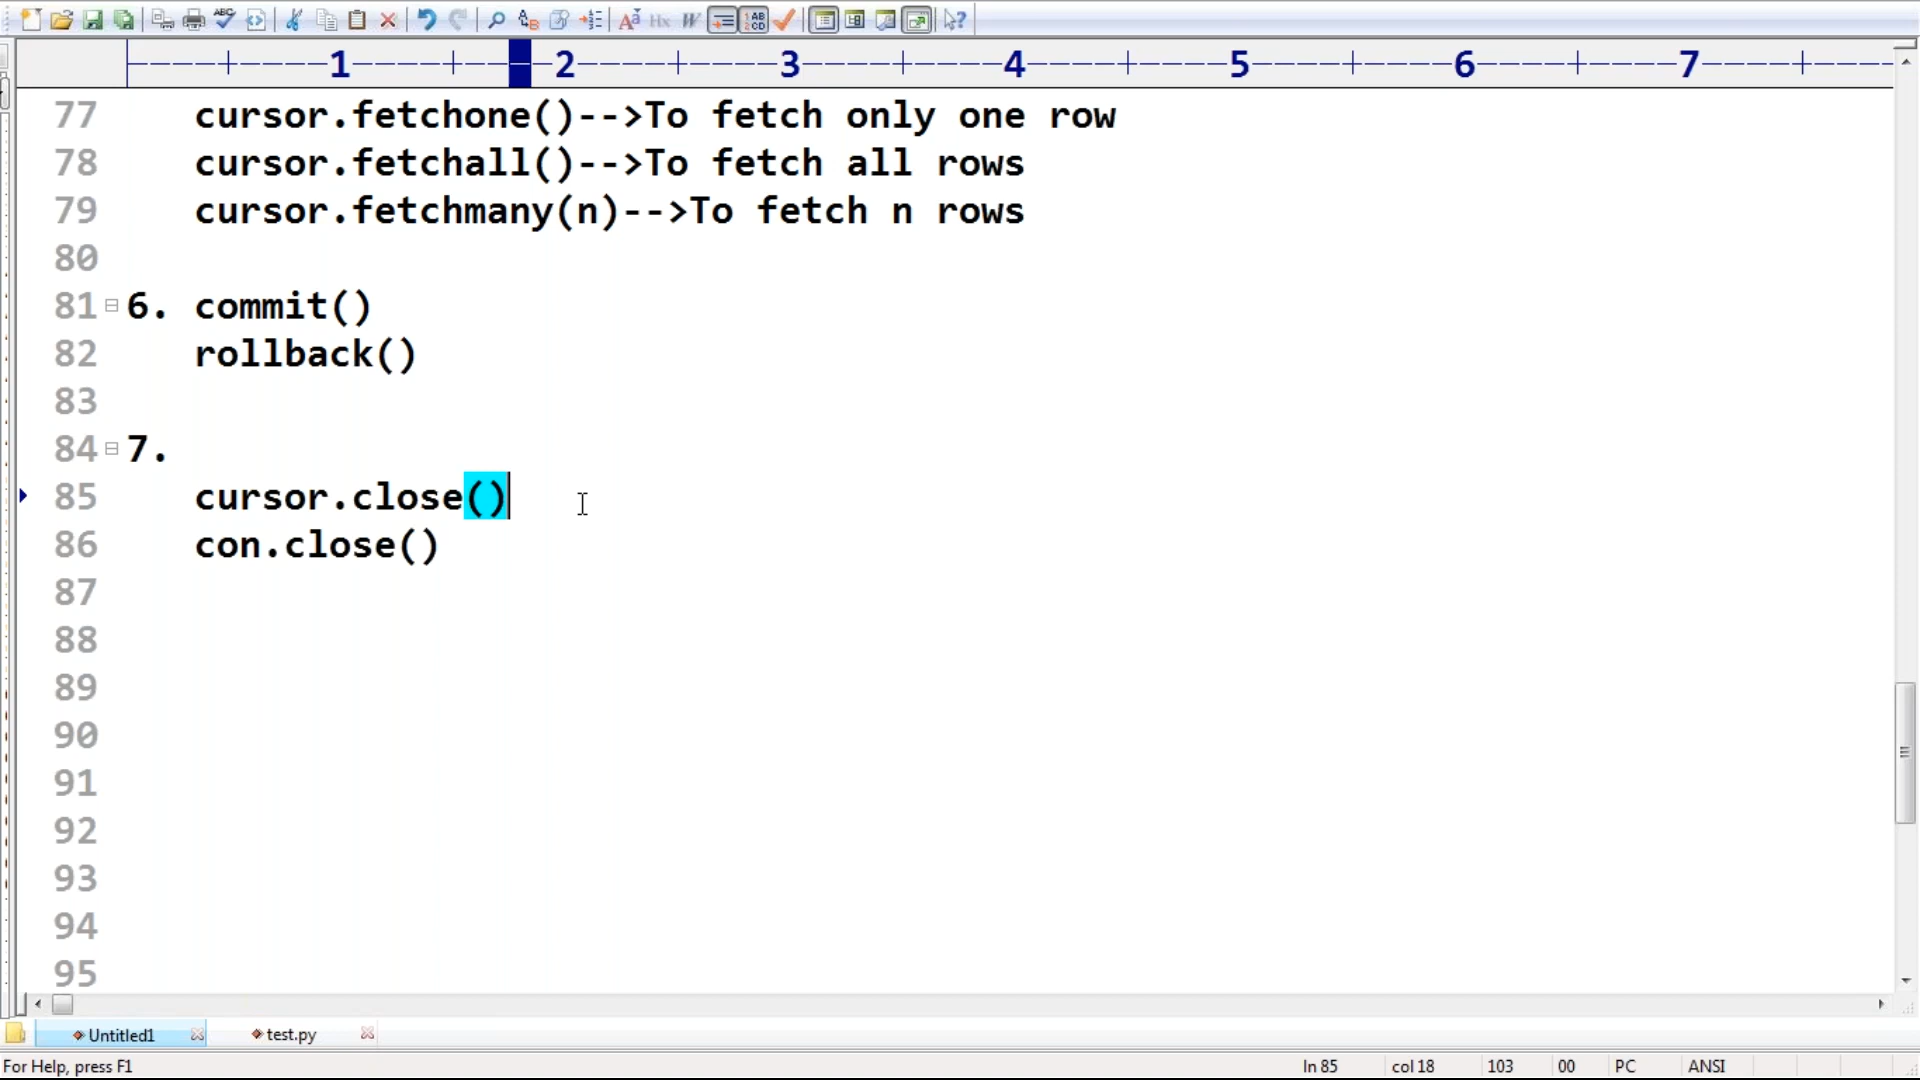 1 2 3 4 5 6 7
77 cursor.fetchone()-->To fetch only one row
78 cursor.fetchall()-->To fetch all rows
79 cursor.fetchmany(n)-->To fetch n rows
80
81 6. commit()
82 rollback()
83
84 7.
85 cursor.close()
86 con.close()
87
88
89
90
91
92
93
94
95
Untitled1 test.py
For Help, press F1 ln 85 col 18 103 00 PC ANSI